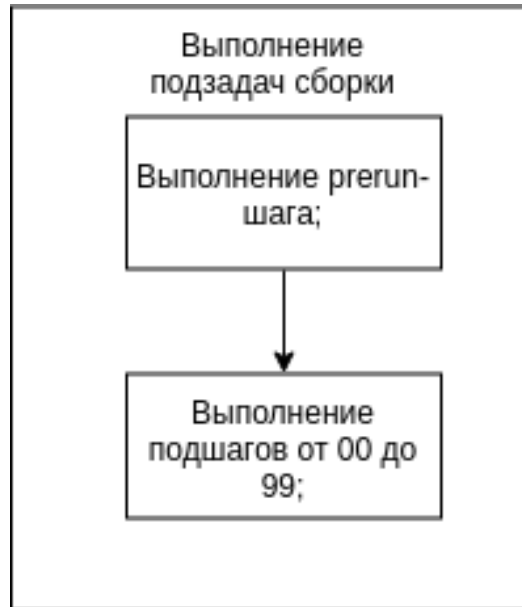 Выполнение
подзадач сборки
Выполнение prerun-
шага;
Выполнение
подшагов от 00 до
99;